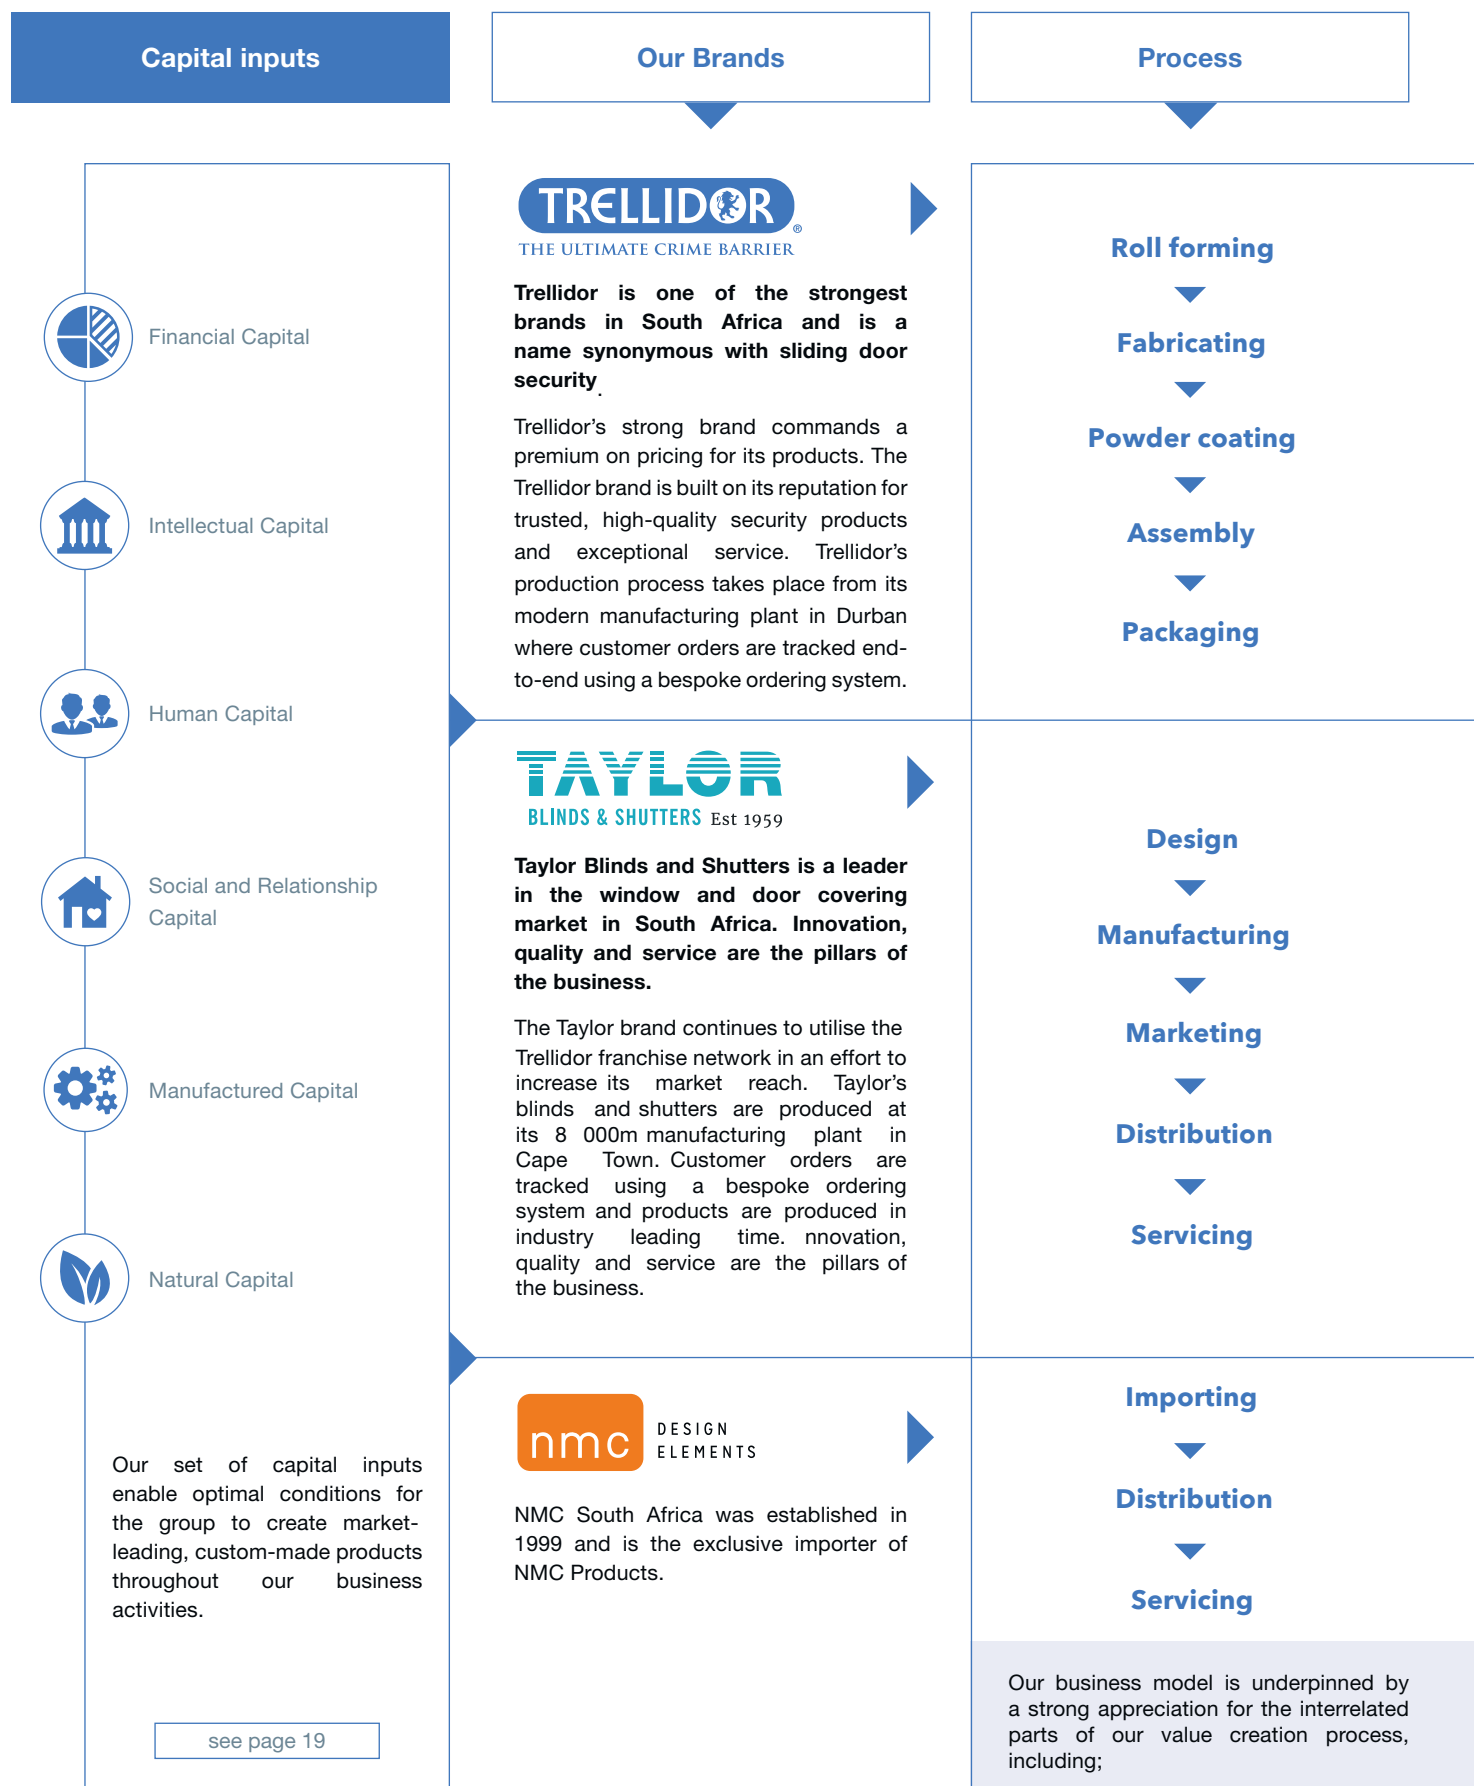 Capital inputs
Our Brands
Process
Financial Capital
Intellectual Capital
Human Capital
Social and Relationship
Capital
Manufactured Capital
Natural Capital
Our set of capital inputs
enable optimal conditions for
the group to create market-
leading, custom-made products
throughout our business
activities.
see page 19
TRELLIDOR®
THE ULTIMATE CRIME BARRIER
Trellidor is one of the strongest
brands in South Africa and is a
name synonymous with sliding door
security.
Trellidor’s strong brand commands a
premium on pricing for its products. The
Trellidor brand is built on its reputation for
trusted, high-quality security products
and exceptional service. Trellidor’s
production process takes place from its
modern manufacturing plant in Durban
where customer orders are tracked end-
to-end using a bespoke ordering system.
TAYLOR
BLINDS & SHUTTERS Est 1959
Taylor Blinds and Shutters is a leader
in the window and door covering
market in South Africa. Innovation,
quality and service are the pillars of
the business.
The Taylor brand continues to utilise the
Trellidor franchise network in an effort to
increase its market reach. Taylor’s
blinds and shutters are produced at
its 8 000m manufacturing plant in
Cape Town. Customer orders are
tracked using a bespoke ordering
system and products are produced in
industry leading time. nnovation,
quality and service are the pillars of
the business.
nmc DESIGN
ELEMENTS
NMC South Africa was established in
1999 and is the exclusive importer of
NMC Products.
Roll forming
Fabricating
Powder coating
Assembly
Packaging
Design
Manufacturing
Marketing
Distribution
Servicing
Importing
Distribution
Servicing
Our business model is underpinned by
a strong appreciation for the interrelated
parts of our value creation process,
including;